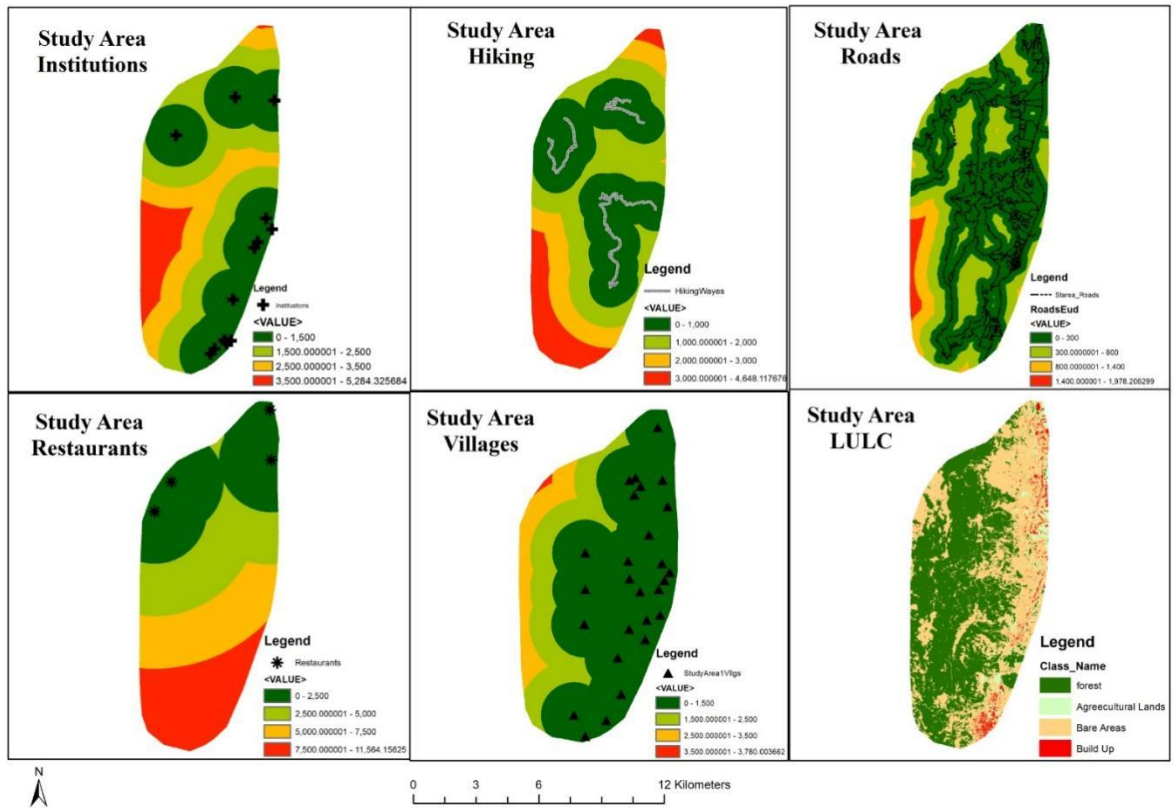 Study Area
Institutions
Legend
Institutions
<VALUE>
0 - 1,500
1,500.000001 - 2,500
2,500.000001 - 3,500
3,500.000001 - 5,284.325684
Study Area
Hiking
Legend
HikingWayes
<VALUE>
0 - 1,000
1,000.000001 - 2,000
2,000.000001 - 3,000
3,000.000001 - 4,648.117676
Study Area
Roads
Legend
Starea_Roads
RoadsEud
<VALUE>
0 - 300
300.0000001 - 800
800.0000001 - 1,400
1,400.000001 - 1,978.206299
Study Area
Restaurants
Legend
Restaurants
<VALUE>
0 - 2,500
2,500.000001 - 5,000
5,000.000001 - 7,500
7,500.000001 - 11,564.15625
Study Area
Villages
Legend
StudyArea1Vllgs
<VALUE>
0 - 1,500
1,500.000001 - 2,500
2,500.000001 - 3,500
3,500.000001 - 3,780.003662
Study Area
LULC
Legend
Class_Name
forest
Agreecultural Lands
Bare Areas
Build Up
N
0 3 6 12 Kilometers